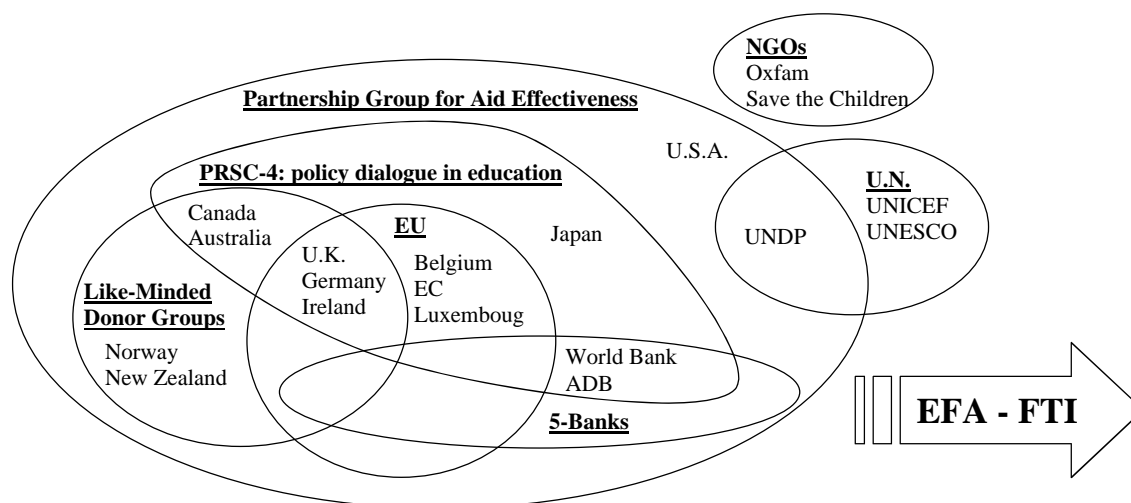 NGOs
Oxfam
Save the Children
Partnership Group for Aid Effectiveness
U.S.A.
PRSC-4: policy dialogue in education
U.N.
UNICEF
UNESCO
UNDP
Canada
Australia
EU
Japan
U.K.
Germany
Ireland
Belgium
EC
Luxemboug
Like-Minded
Donor Groups
Norway
New Zealand
World Bank
ADB
5-Banks
EFA - FTI